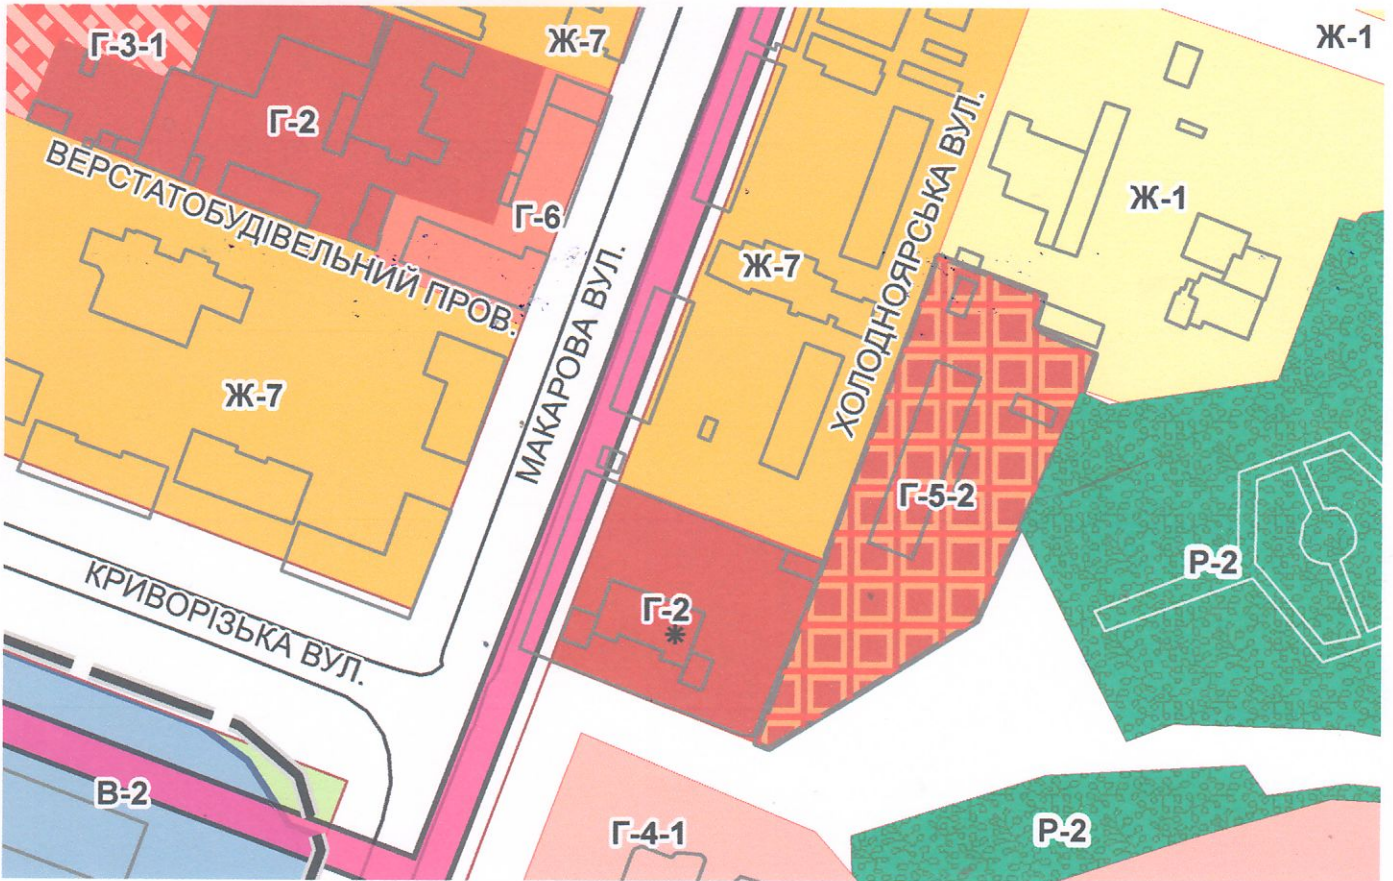 Г-3-1
Ж-7
Ж-1
Г-2
ВЕРСТАТОБУДІВЕЛЬНИЙ ПРОВ.
Г-6
ХОЛОДНОЯРСЬКА ВУЛ.
Ж-1
Ж-7
МАКАРОВА ВУЛ.
Ж-7
Г-5-2
Р-2
КРИВОРІЗЬКА ВУЛ.
Г-2
В-2
Г-4-1
Р-2